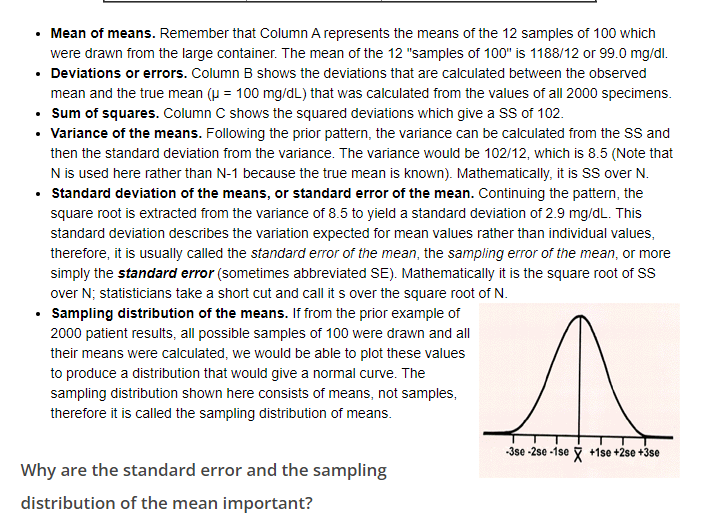 • Mean of means. Remember that Column A represents the means of the 12 samples of 100 which
were drawn from the large container. The mean of the 12 "samples of 100" is 1188/12 or 99.0 mg/dl.
• Deviations or errors. Column B shows the deviations that are calculated between the observed
mean and the true mean (µ = 100 mg/dL) that was calculated from the values of all 2000 specimens.
• Sum of squares. Column C shows the squared deviations which give a SS of 102.
• Variance of the means. Following the prior pattern, the variance can be calculated from the SS and
then the standard deviation from the variance. The variance would be 102/12, which is 8.5 (Note that
N is used here rather than N-1 because the true mean is known). Mathematically, it is SS over N.
• Standard deviation of the means, or standard error of the mean. Continuing the pattern, the
square root is extracted from the variance of 8.5 to yield a standard deviation of 2.9 mg/dL. This
standard deviation describes the variation expected for mean values rather than individual values,
therefore, it is usually called the standard error of the mean, the sampling error of the mean, or more
simply the standard error (sometimes abbreviated SE). Mathematically it is the square root of SS
over N; statisticians take a short cut and call it s over the square root of N.
• Sampling distribution of the means. If from the prior example of
2000 patient results, all possible samples of 100 were drawn and all
their means were calculated, we would be able to plot these values
to produce a distribution that would give a normal curve. The
sampling distribution shown here consists of means, not samples,
therefore it is called the sampling distribution of means.
-3se -2se -1se X̄ +1se +2se +3se
Why are the standard error and the sampling
distribution of the mean important?